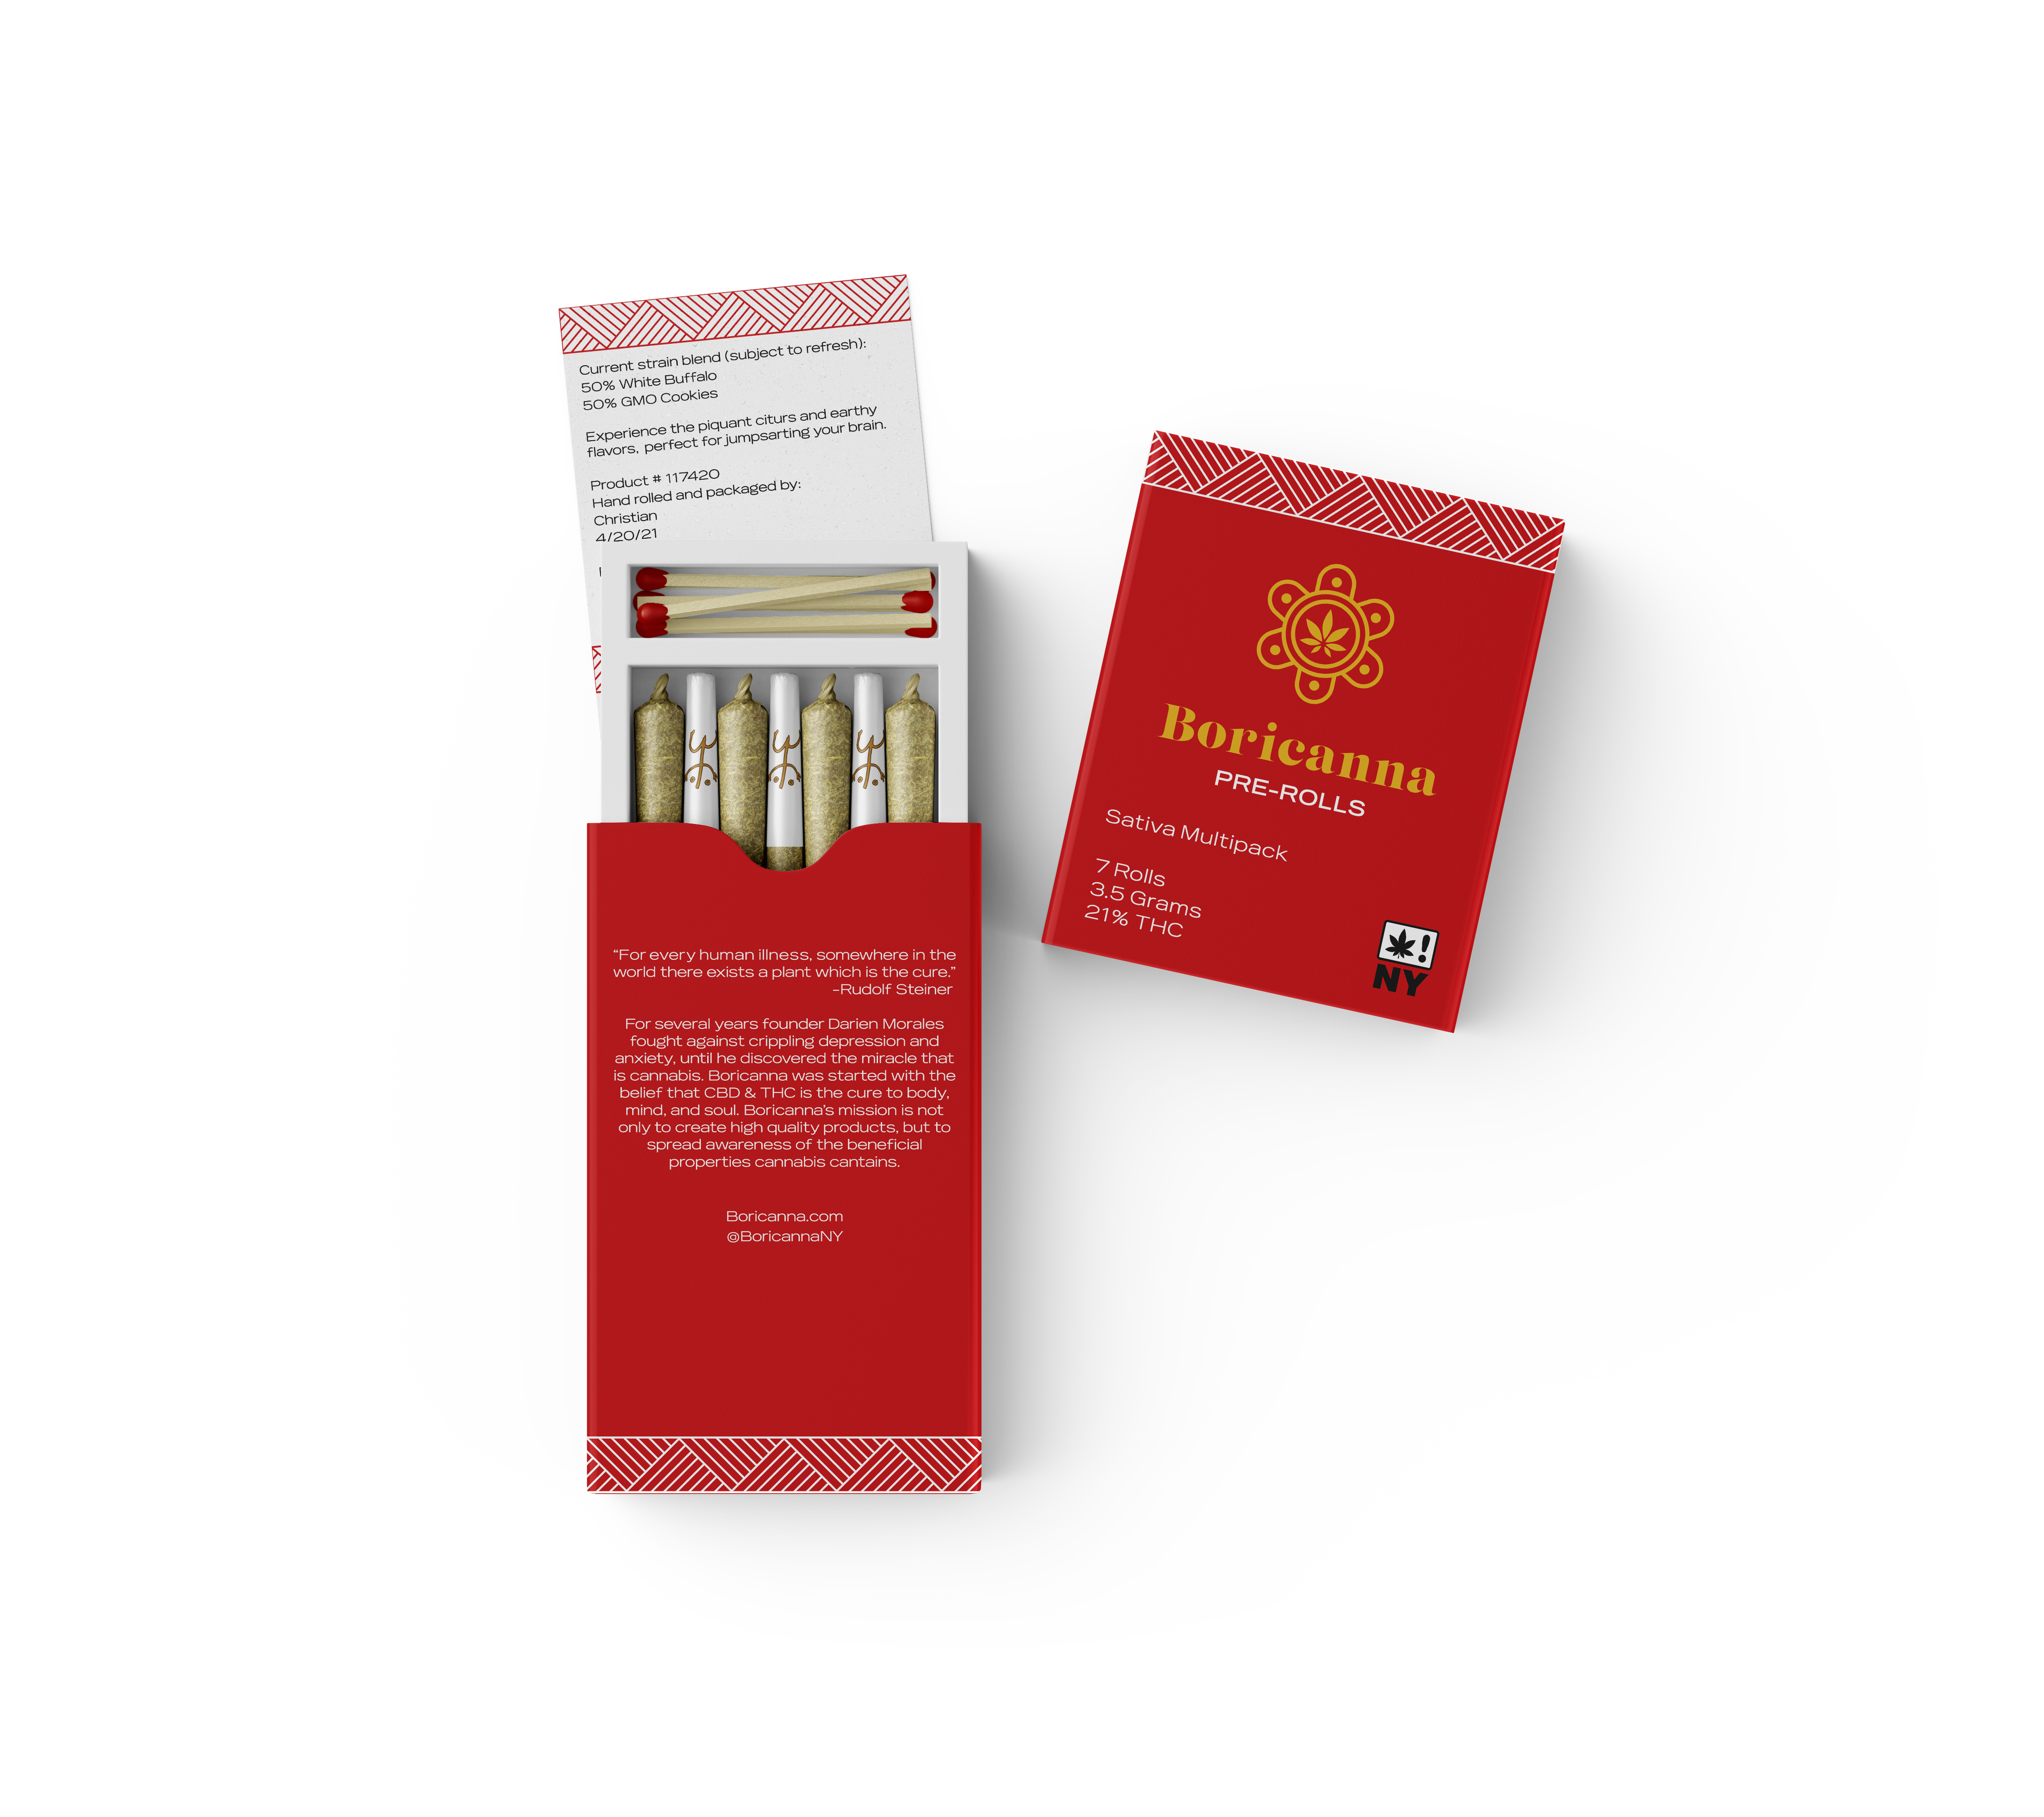 Current strain blend (subject to refresh):
50% White Buffalo
50% GMO Cookies
Experience the piquant citurs and earthy
flavors, perfect for jumpsarting your brain.
Product # 117420
Hand rolled and packaged by:
Christian
4/20/21
“For every human illness, somewhere in the
world there exists a plant which is the cure.”
-Rudolf Steiner
For several years founder Darien Morales
fought against crippling depression and
anxiety, until he discovered the miracle that
is cannabis. Boricanna was started with the
belief that CBD & THC is the cure to body,
mind, and soul. Boricanna’s mission is not
only to create high quality products, but to
spread awareness of the beneficial
properties cannabis cantains.
Boricanna.com
@BoricannaNY
Boricanna
PRE-ROLLS
Sativa Multipack
7 Rolls
3.5 Grams
21% THC
!
NY